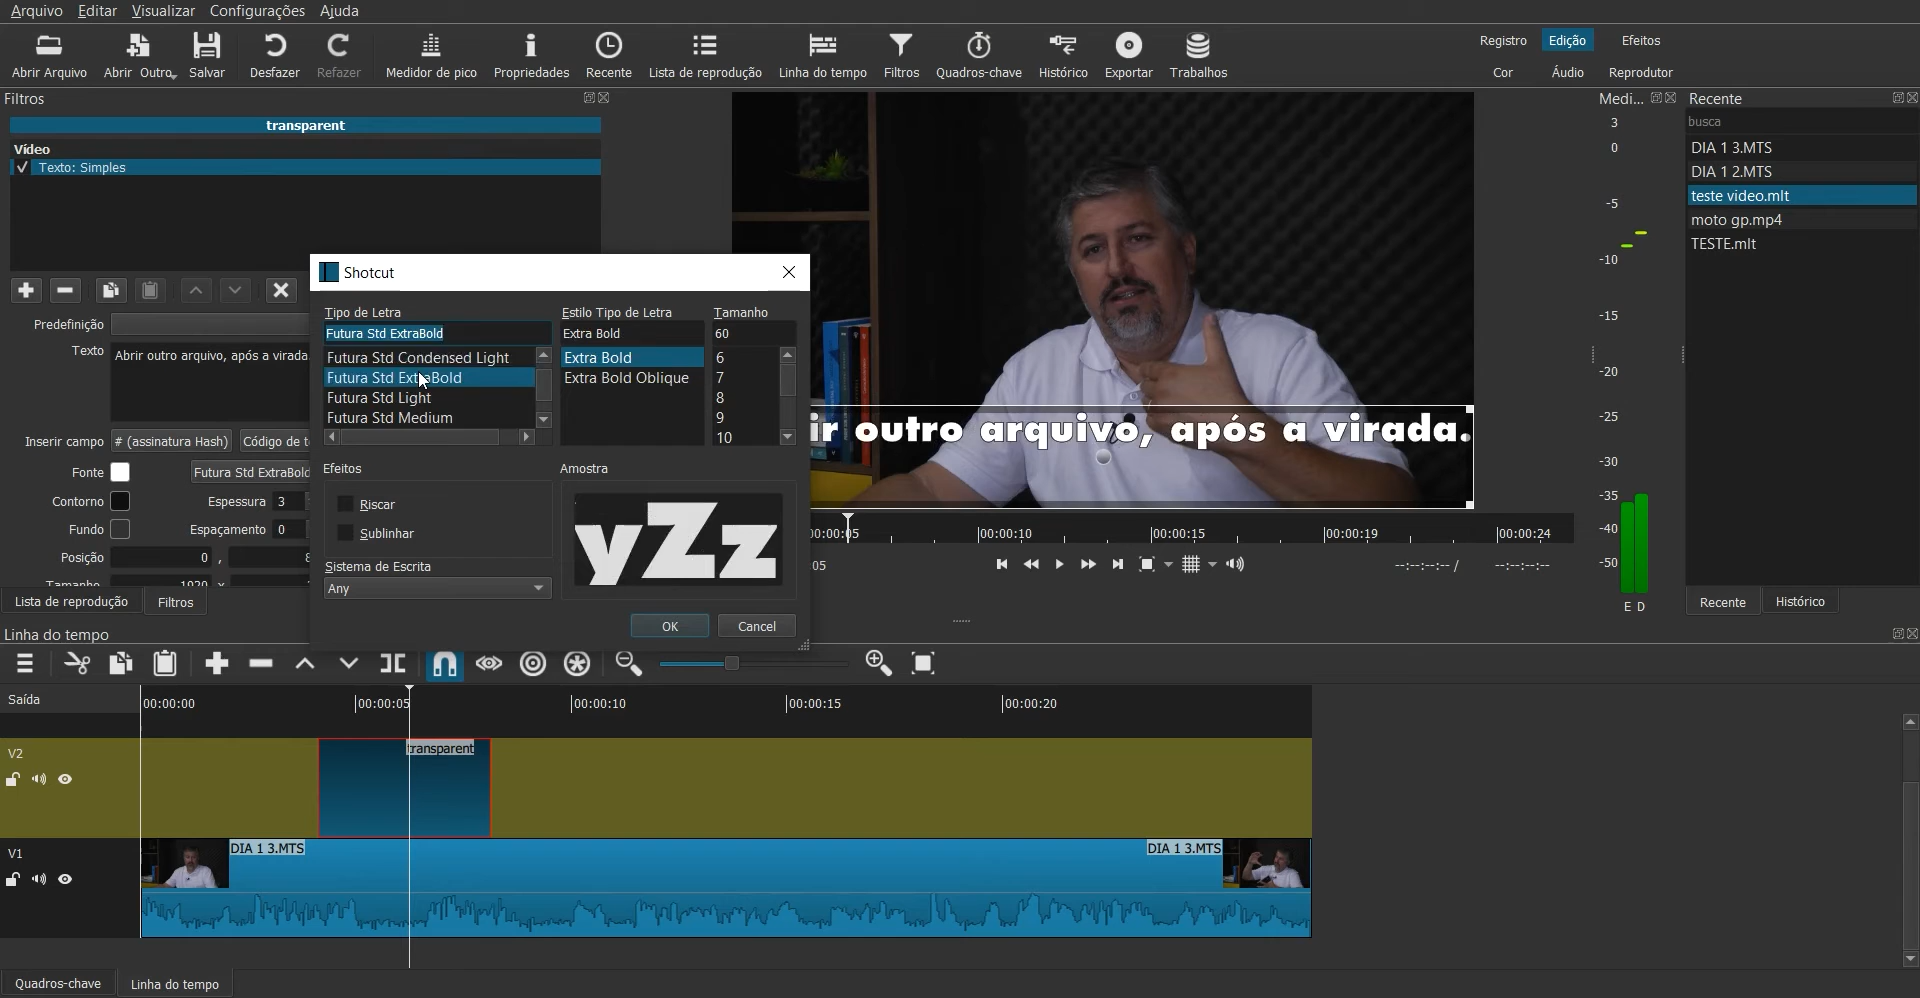 Arquivo Editar Visualizar Configurações Ajuda
Abrir Arquivo Abrir Outro Salvar Desfazer Refazer Medidor de pico Propriedades Recente Lista de reprodução Linha do tempo Filtros Quadros-chave Histórico Exportar Trabalhos
Registro Edição Efeitos
Cor Áudio Reprodutor
Filtros
transparent
Vídeo
Texto: Simples
Predefinição
Texto Abrir outro arquivo, após a virada
Inserir campo # (assinatura Hash) Código de t
Fonte Futura Std ExtraBold
Contorno Espessura 3
Fundo Espaçamento 0
Posição 0 ,
Tamanho 1920 x
Lista de reprodução Filtros
Shotcut
Tipo de Letra Estilo Tipo de Letra Tamanho
Futura Std ExtraBold Extra Bold 60
Futura Std Condensed Light Extra Bold 6
Futura Std ExtraBold Extra Bold Oblique 7
Futura Std Light 8
Futura Std Medium 9
10
Efeitos Amostra
Riscar
Sublinhar
yZz
Sistema de Escrita
Any
OK Cancel
ir outro arquivo, após a virada.
00:00:05 00:00:10 00:00:15 00:00:19 00:00:24
05 --:--:--:-- / --:--:--:--
Medi...
3
0
-5
-10
-15
-20
-25
-30
-35
-40
-50
E D
Recente
busca
DIA 1 3.MTS
DIA 1 2.MTS
teste video.mlt
moto gp.mp4
TESTE.mlt
Recente Histórico
Linha do tempo
Saída 00:00:00 00:00:05 00:00:10 00:00:15 00:00:20
V2 transparent
V1 DIA 1 3.MTS DIA 1 3.MTS
Quadros-chave Linha do tempo